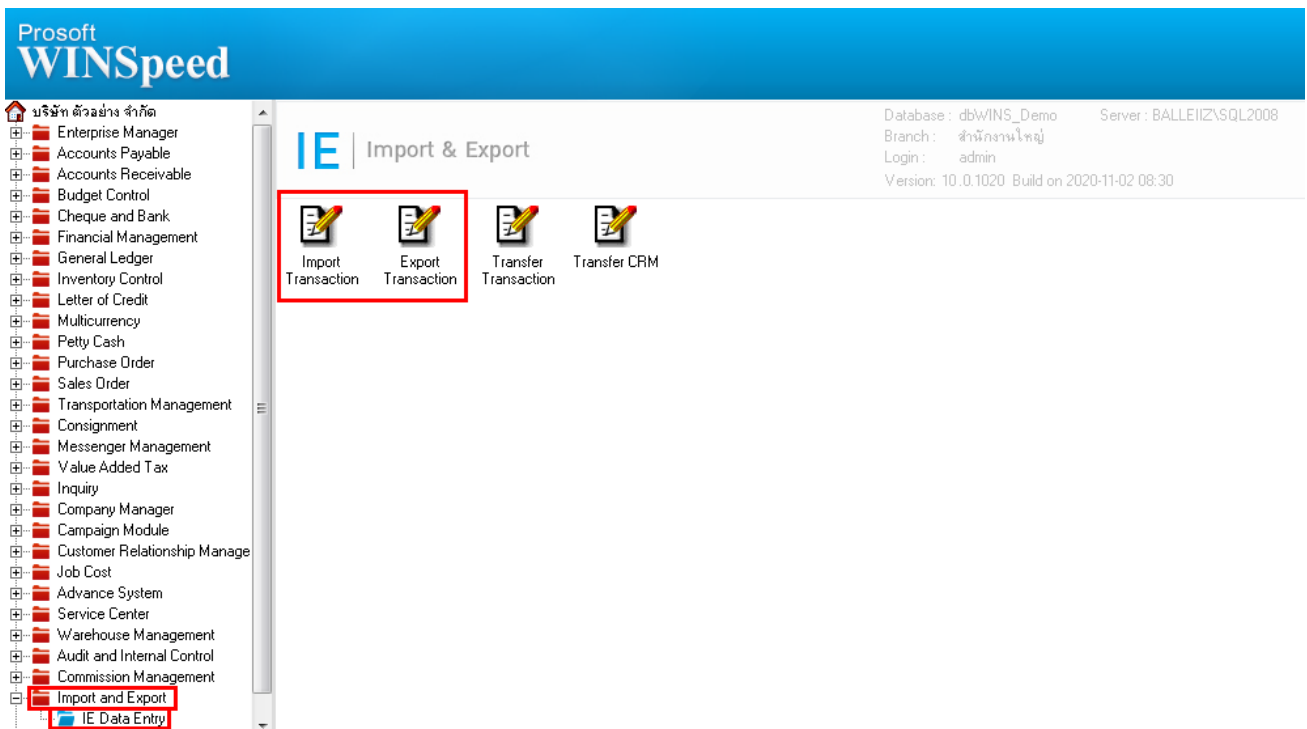 Prosoft
WINSpeed
บริษัท ตัวอย่าง จำกัด
Enterprise Manager
Accounts Payable
Accounts Receivable
Budget Control
Cheque and Bank
Financial Management
General Ledger
Inventory Control
Letter of Credit
Multicurrency
Petty Cash
Purchase Order
Sales Order
Transportation Management
Consignment
Messenger Management
Value Added Tax
Inquiry
Company Manager
Campaign Module
Customer Relationship Manage
Job Cost
Advance System
Service Center
Warehouse Management
Audit and Internal Control
Commission Management
Import and Export
IE Data Entry
IE Import & Export
Database : dbWINS_Demo Server : BALLEIIZ\SQL2008
Branch : สำนักงานใหญ่
Login : admin
Version: 10.0.1020 Build on 2020-11-02 08:30
Import Transaction
Export Transaction
Transfer Transaction
Transfer CRM